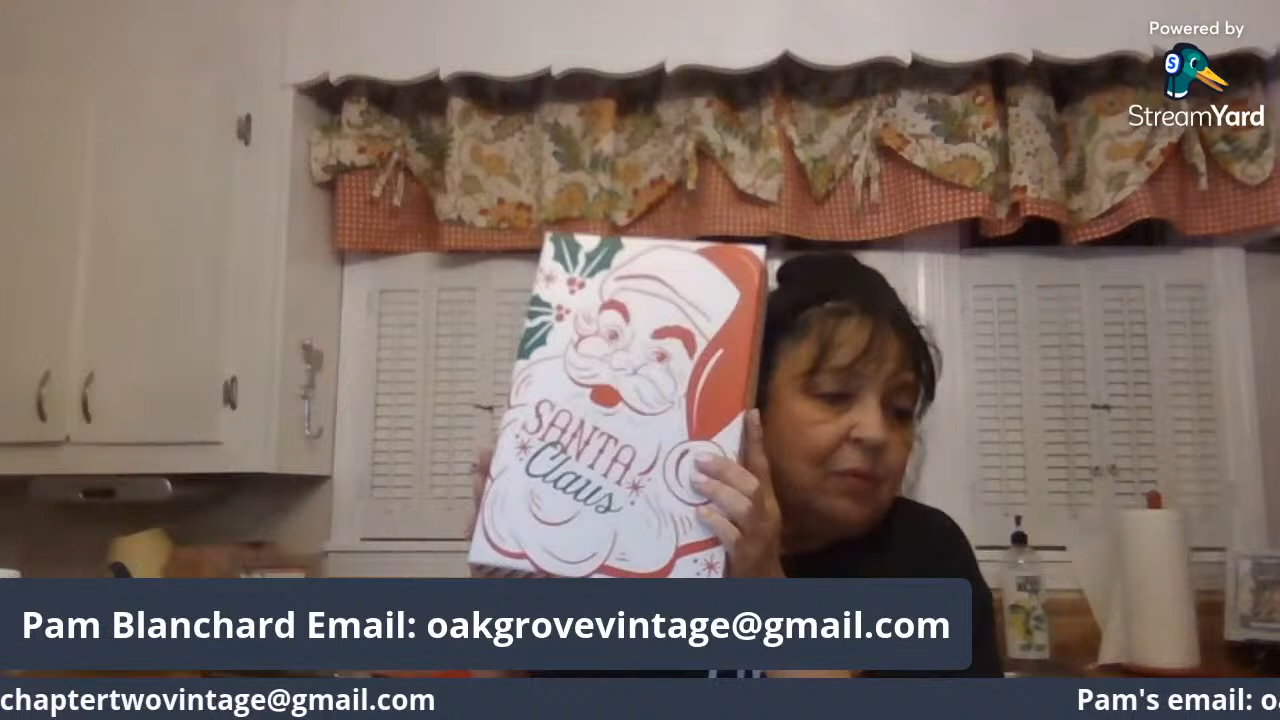 Powered by
StreamYard
SANTA
Claus
Pam Blanchard Email: oakgrovevintage@gmail.com
chaptertwovintage@gmail.com
Pam's email: o